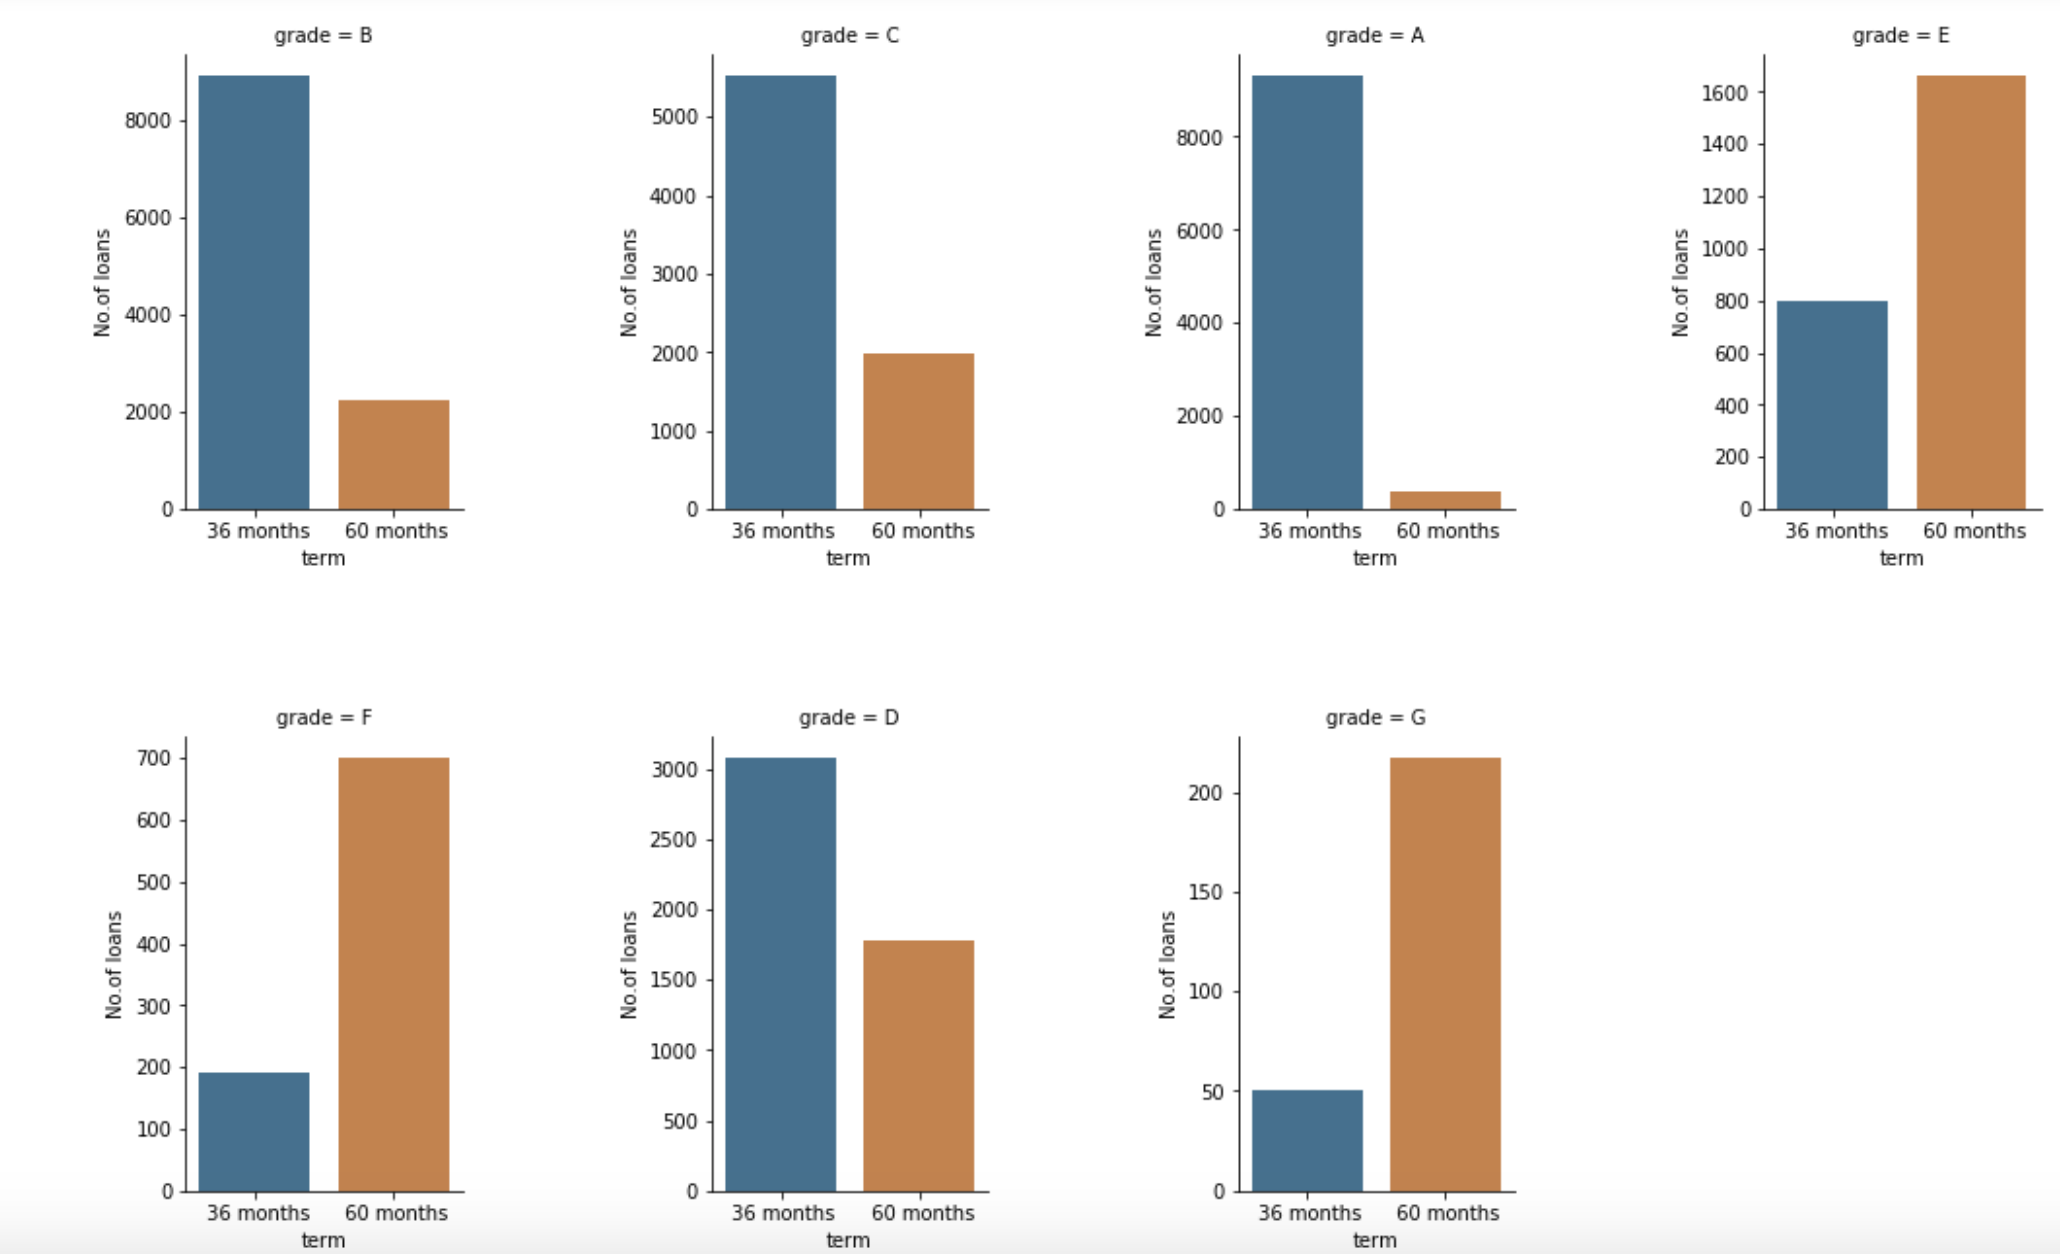 grade = B
No.of loans
8000
6000
4000
2000
0
36 months 60 months
term
grade = C
No.of loans
5000
4000
3000
2000
1000
0
36 months 60 months
term
grade = A
No.of loans
8000
6000
4000
2000
0
36 months 60 months
term
grade = E
No.of loans
1600
1400
1200
1000
800
600
400
200
0
36 months 60 months
term
grade = F
No.of loans
700
600
500
400
300
200
100
0
36 months 60 months
term
grade = D
No.of loans
3000
2500
2000
1500
1000
500
0
36 months 60 months
term
grade = G
No.of loans
200
150
100
50
0
36 months 60 months
term